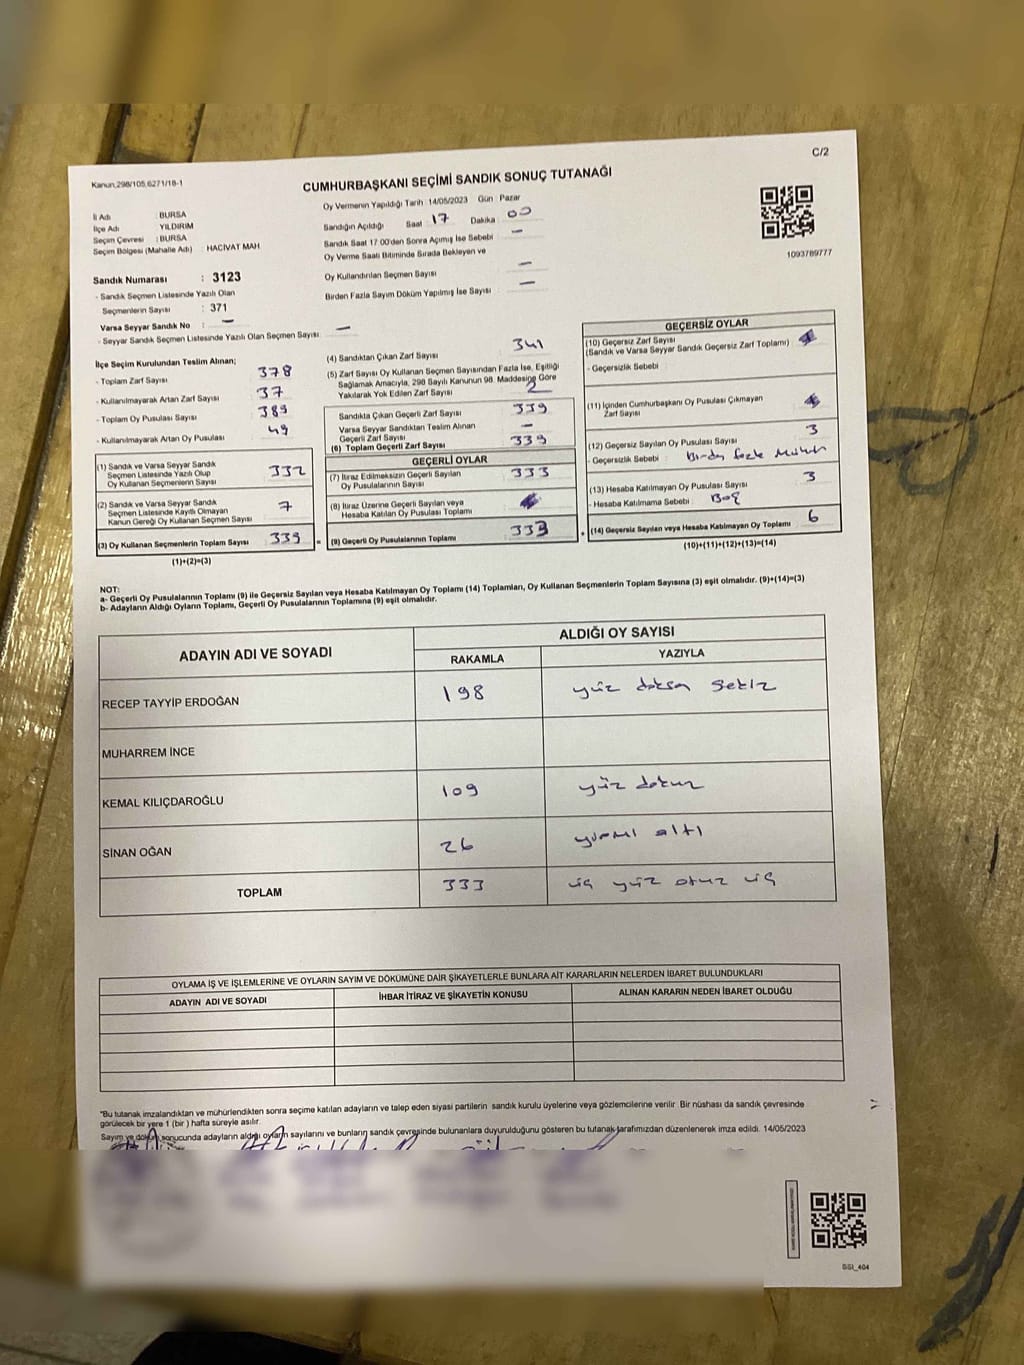 C/2
Kanun,298/105,6271/18-1
CUMHURBAŞKANI SEÇİMİ SANDIK SONUÇ TUTANAĞI
İl Adı : BURSA
İlçe Adı : YILDIRIM
Seçim Çevresi : BURSA
Seçim Bölgesi (Mahalle Adı) : HACİVAT MAH.
Sandık Numarası : 3123
- Sandık Seçmen Listesinde Yazılı Olan
Seçmenlerin Sayısı : 371
Varsa Seyyar Sandık No : –
- Seyyar Sandık Seçmen Listesinde Yazılı Olan Seçmen Sayısı : –
Oy Vermenin Yapıldığı Tarih :14/05/2023 Gün Pazar
Sandığın Açıldığı Saat 17 Dakika 00
Sandık Saat 17.00'den Sonra Açımış İse Sebebi –
Oy Verme Saati Bitiminde Sırada Bekleyen ve
Oy Kullandırılan Seçmen Sayısı –
Birden Fazla Sayım Döküm Yapılmış İse Sayısı –
1093789777
İlçe Seçim Kurulundan Teslim Alınan;
- Toplam Zarf Sayısı 378
- Kullanılmayarak Artan Zarf Sayısı 37
- Toplam Oy Pusulası Sayısı 389
- Kullanılmayarak Artan Oy Pusulası 49
(1) Sandık ve Varsa Seyyar Sandık
Seçmen Listesinde Yazılı Olup
Oy Kullanan Seçmenlerin Sayısı 332
(2) Sandık ve Varsa Seyyar Sandık
Seçmen Listesinde Kayıtlı Olmayan
Kanun Gereği Oy Kullanan Seçmen Sayısı 7
(3) Oy Kullanan Seçmenlerin Toplam Sayısı 339 =
(1)+(2)=(3)
(4) Sandıktan Çıkan Zarf Sayısı 341
(5) Zarf Sayısı Oy Kullanan Seçmen Sayısından Fazla İse, Eşitliği
Sağlamak Amacıyla, 298 Sayılı Kanunun 98. Maddesine Göre
Yakılarak Yok Edilen Zarf Sayısı 2
Sandıkta Çıkan Geçerli Zarf Sayısı 339
Varsa Seyyar Sandıktan Teslim Alınan
Geçerli Zarf Sayısı –
(6) Toplam Geçerli Zarf Sayısı 339
GEÇERLİ OYLAR
(7) İtiraz Edilmeksizin Geçerli Sayılan
Oy Pusulalarının Sayısı 333
(8) İtiraz Üzerine Geçerli Sayılan veya
Hesaba Katılan Oy Pusulası Toplamı
(9) Geçerli Oy Pusulalarının Toplamı 333 +
GEÇERSİZ OYLAR
(10) Geçersiz Zarf Sayısı
(Sandık ve Varsa Seyyar Sandık Geçersiz Zarf Toplamı)
- Geçersizlik Sebebi :
(11) İçinden Cumhurbaşkanı Oy Pusulası Çıkmayan
Zarf Sayısı
(12) Geçersiz Sayılan Oy Pusulası Sayısı 3
- Geçersizlik Sebebi : Birden fazla Mühür
(13) Hesaba Katılmayan Oy Pusulası Sayısı 3
- Hesaba Katılmama Sebebi : Boş
(14) Geçersiz Sayılan veya Hesaba Katılmayan Oy Toplamı 6
(10)+(11)+(12)+(13)=(14)
NOT:
a- Geçerli Oy Pusulalarının Toplamı (9) ile Geçersiz Sayılan veya Hesaba Katılmayan Oy Toplamı (14) Toplamları, Oy Kullanan Seçmenlerin Toplam Sayısına (3) eşit olmalıdır. (9)+(14)=(3)
b- Adayların Aldığı Oyların Toplamı, Geçerli Oy Pusulalarının Toplamına (9) eşit olmalıdır.
ADAYIN ADI VE SOYADI ALDIĞI OY SAYISI
RAKAMLA YAZIYLA
RECEP TAYYİP ERDOĞAN 198 yüz doksan sekiz
MUHARREM İNCE
KEMAL KILIÇDAROĞLU 109 yüz dokuz
SİNAN OĞAN 26 yirmi altı
TOPLAM 333 üç yüz otuz üç
OYLAMA İŞ VE İŞLEMLERİNE VE OYLARIN SAYIM VE DÖKÜMÜNE DAİR ŞİKAYETLERLE BUNLARA AİT KARARLARIN NELERDEN İBARET BULUNDUKLARI
ADAYIN ADI VE SOYADI İHBAR İTİRAZ VE ŞİKAYETİN KONUSU ALINAN KARARIN NEDEN İBARET OLDUĞU
*Bu tutanak imzalandıktan ve mühürlendikten sonra seçime katılan adayların ve talep eden siyasi partilerin sandık kurulu üyelerine veya gözlemcilerine verilir. Bir nüshası da sandık çevresinde
görülecek bir yere 1 (bir ) hafta süreyle asılır.
Sayım ve döküm sonucunda adayların aldığı oyların sayılarını ve bunların sandık çevresinde bulunanlara duyurulduğunu gösteren bu tutanak tarafımızdan düzenlenerek imza edildi. 14/05/2023
SSI_404